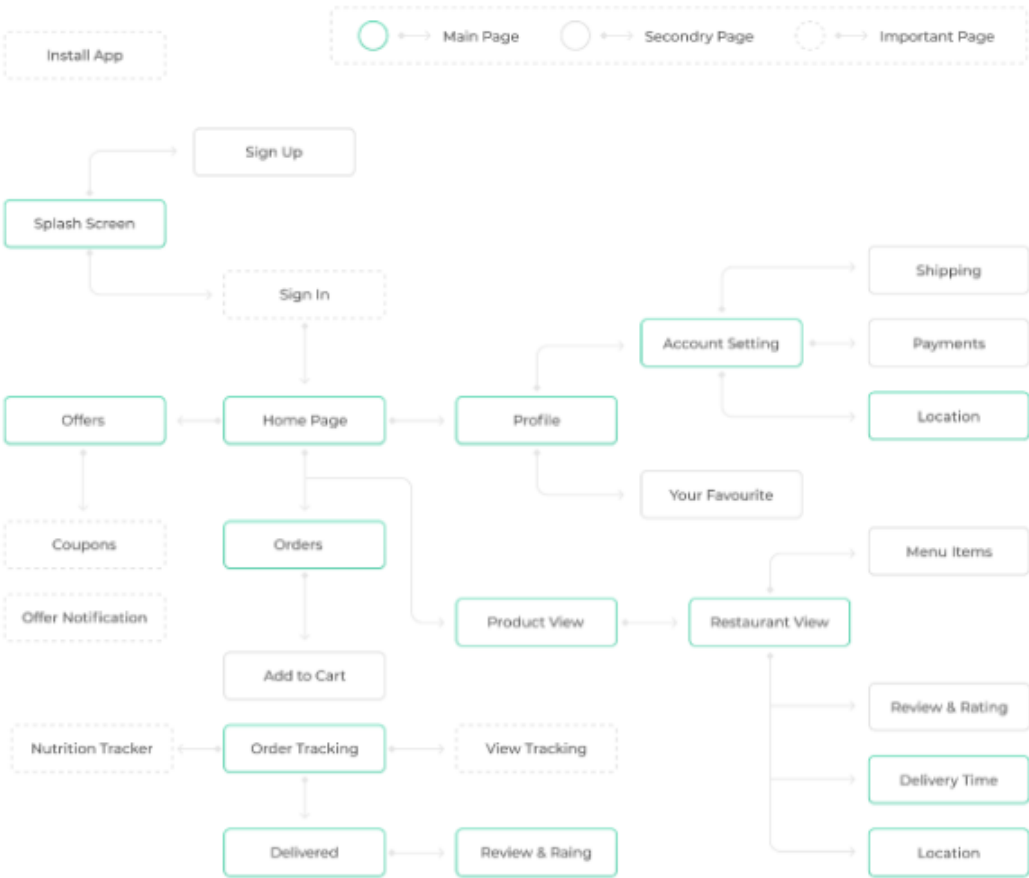 Install App
Main Page
Secondry Page
Important Page
Sign Up
Splash Screen
Sign In
Shipping
Account Setting
Payments
Offers
Home Page
Profile
Location
Your Favourite
Coupons
Orders
Menu Items
Offer Notification
Product View
Restaurant View
Add to Cart
Review & Rating
Nutrition Tracker
Order Tracking
View Tracking
Delivery Time
Delivered
Review & Raing
Location